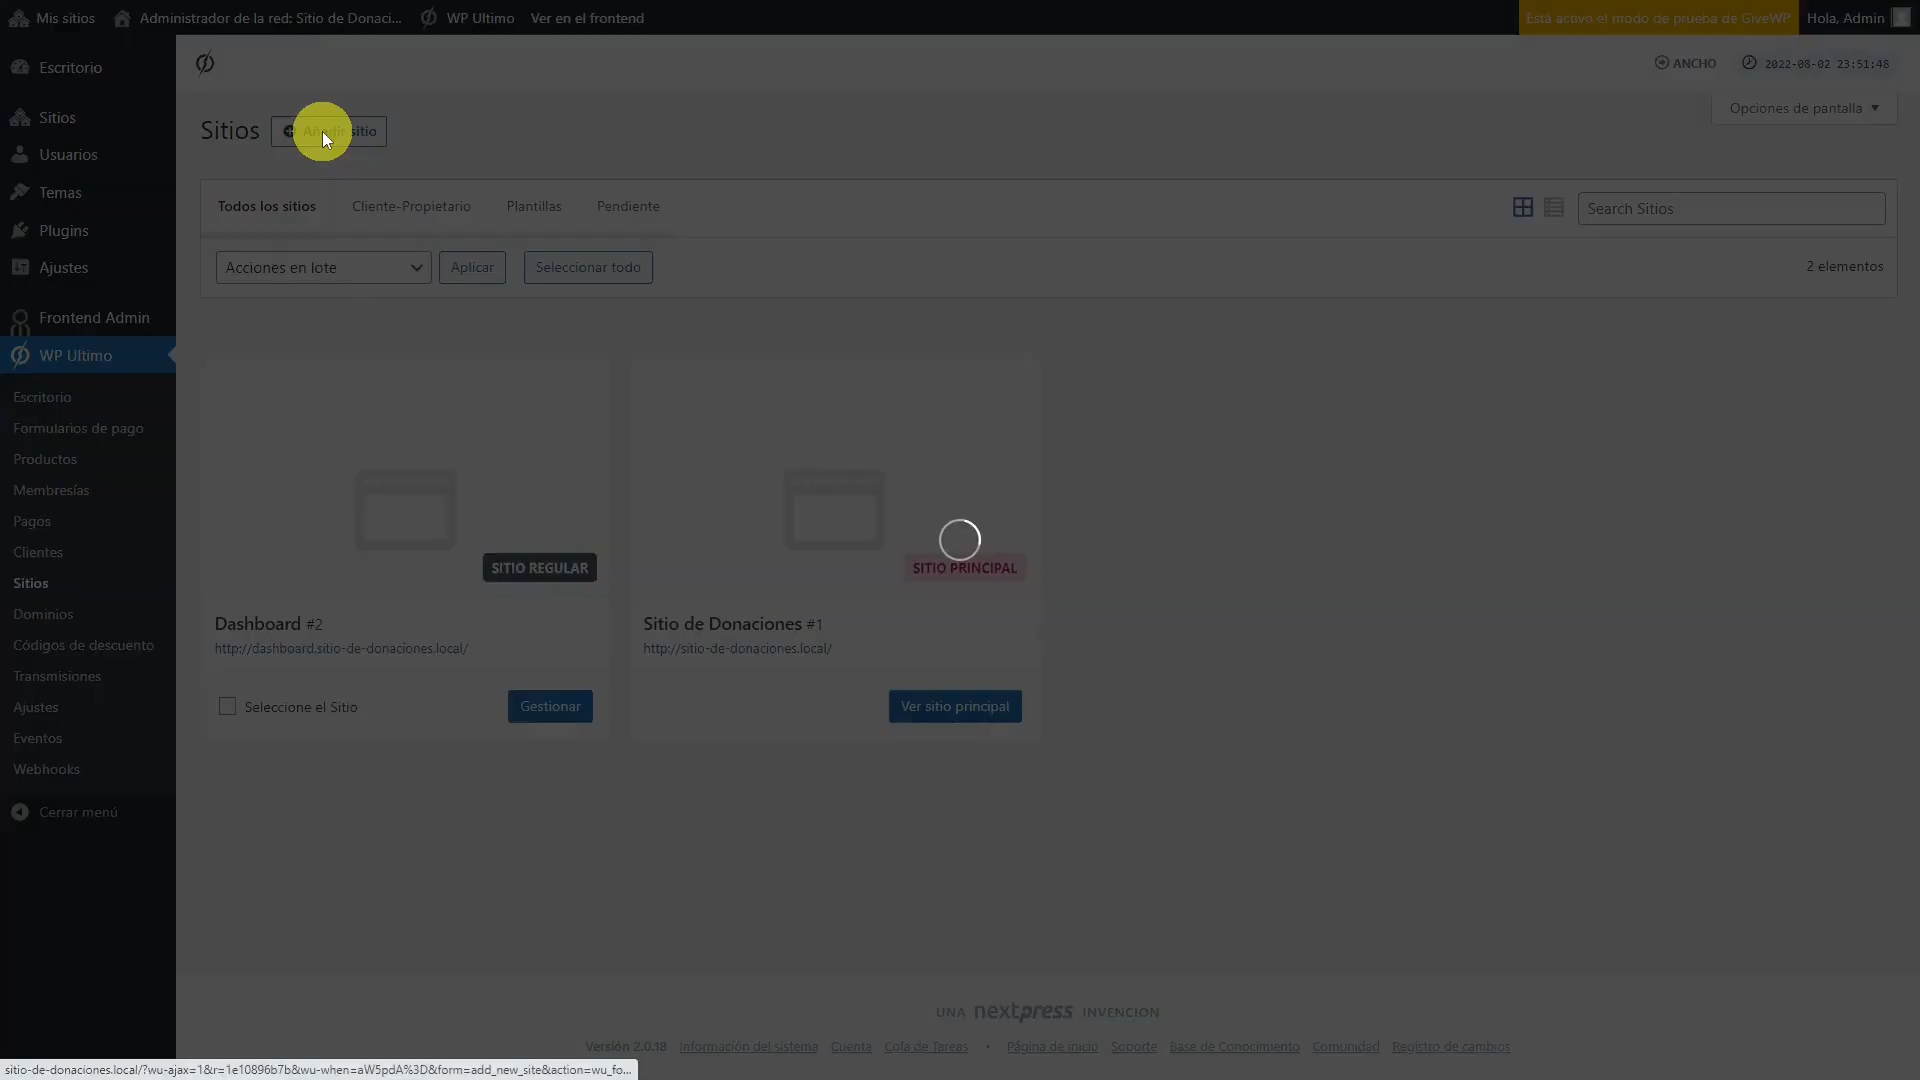 Mis sitios
Administrador de la red: Sitio de Donaci...
WP Ultimo
Ver en el frontend
Está activo el modo de prueba de GiveWP
Hola, Admin
Escritorio
Sitios
Usuarios
Temas
Plugins
Ajustes
Frontend Admin
WP Ultimo
Escritorio
Formularios de pago
Productos
Membresías
Pagos
Clientes
Sitios
Dominios
Códigos de descuento
Transmisiones
Ajustes
Eventos
Webhooks
Cerrar menú
ANCHO
2022-08-02 23:51:48
Opciones de pantalla
Sitios
Añadir sitio
Todos los sitios
Cliente-Propietario
Plantillas
Pendiente
Search Sitios
Acciones en lote
Aplicar
Seleccionar todo
2 elementos
SITIO REGULAR
Dashboard #2
http://dashboard.sitio-de-donaciones.local/
Seleccione el Sitio
Gestionar
SITIO PRINCIPAL
Sitio de Donaciones #1
http://sitio-de-donaciones.local/
Ver sitio principal
UNA nextpress INVENCION
Versión 2.0.18 Información del sistema Cuenta Cola de Tareas • Página de inicio Soporte Base de Conocimiento Comunidad Registro de cambios
sitio-de-donaciones.local/?wu-ajax=1&r=1e10896b7b&wu-when=aW5pdA%3D&form=add_new_site&action=wu_fo...